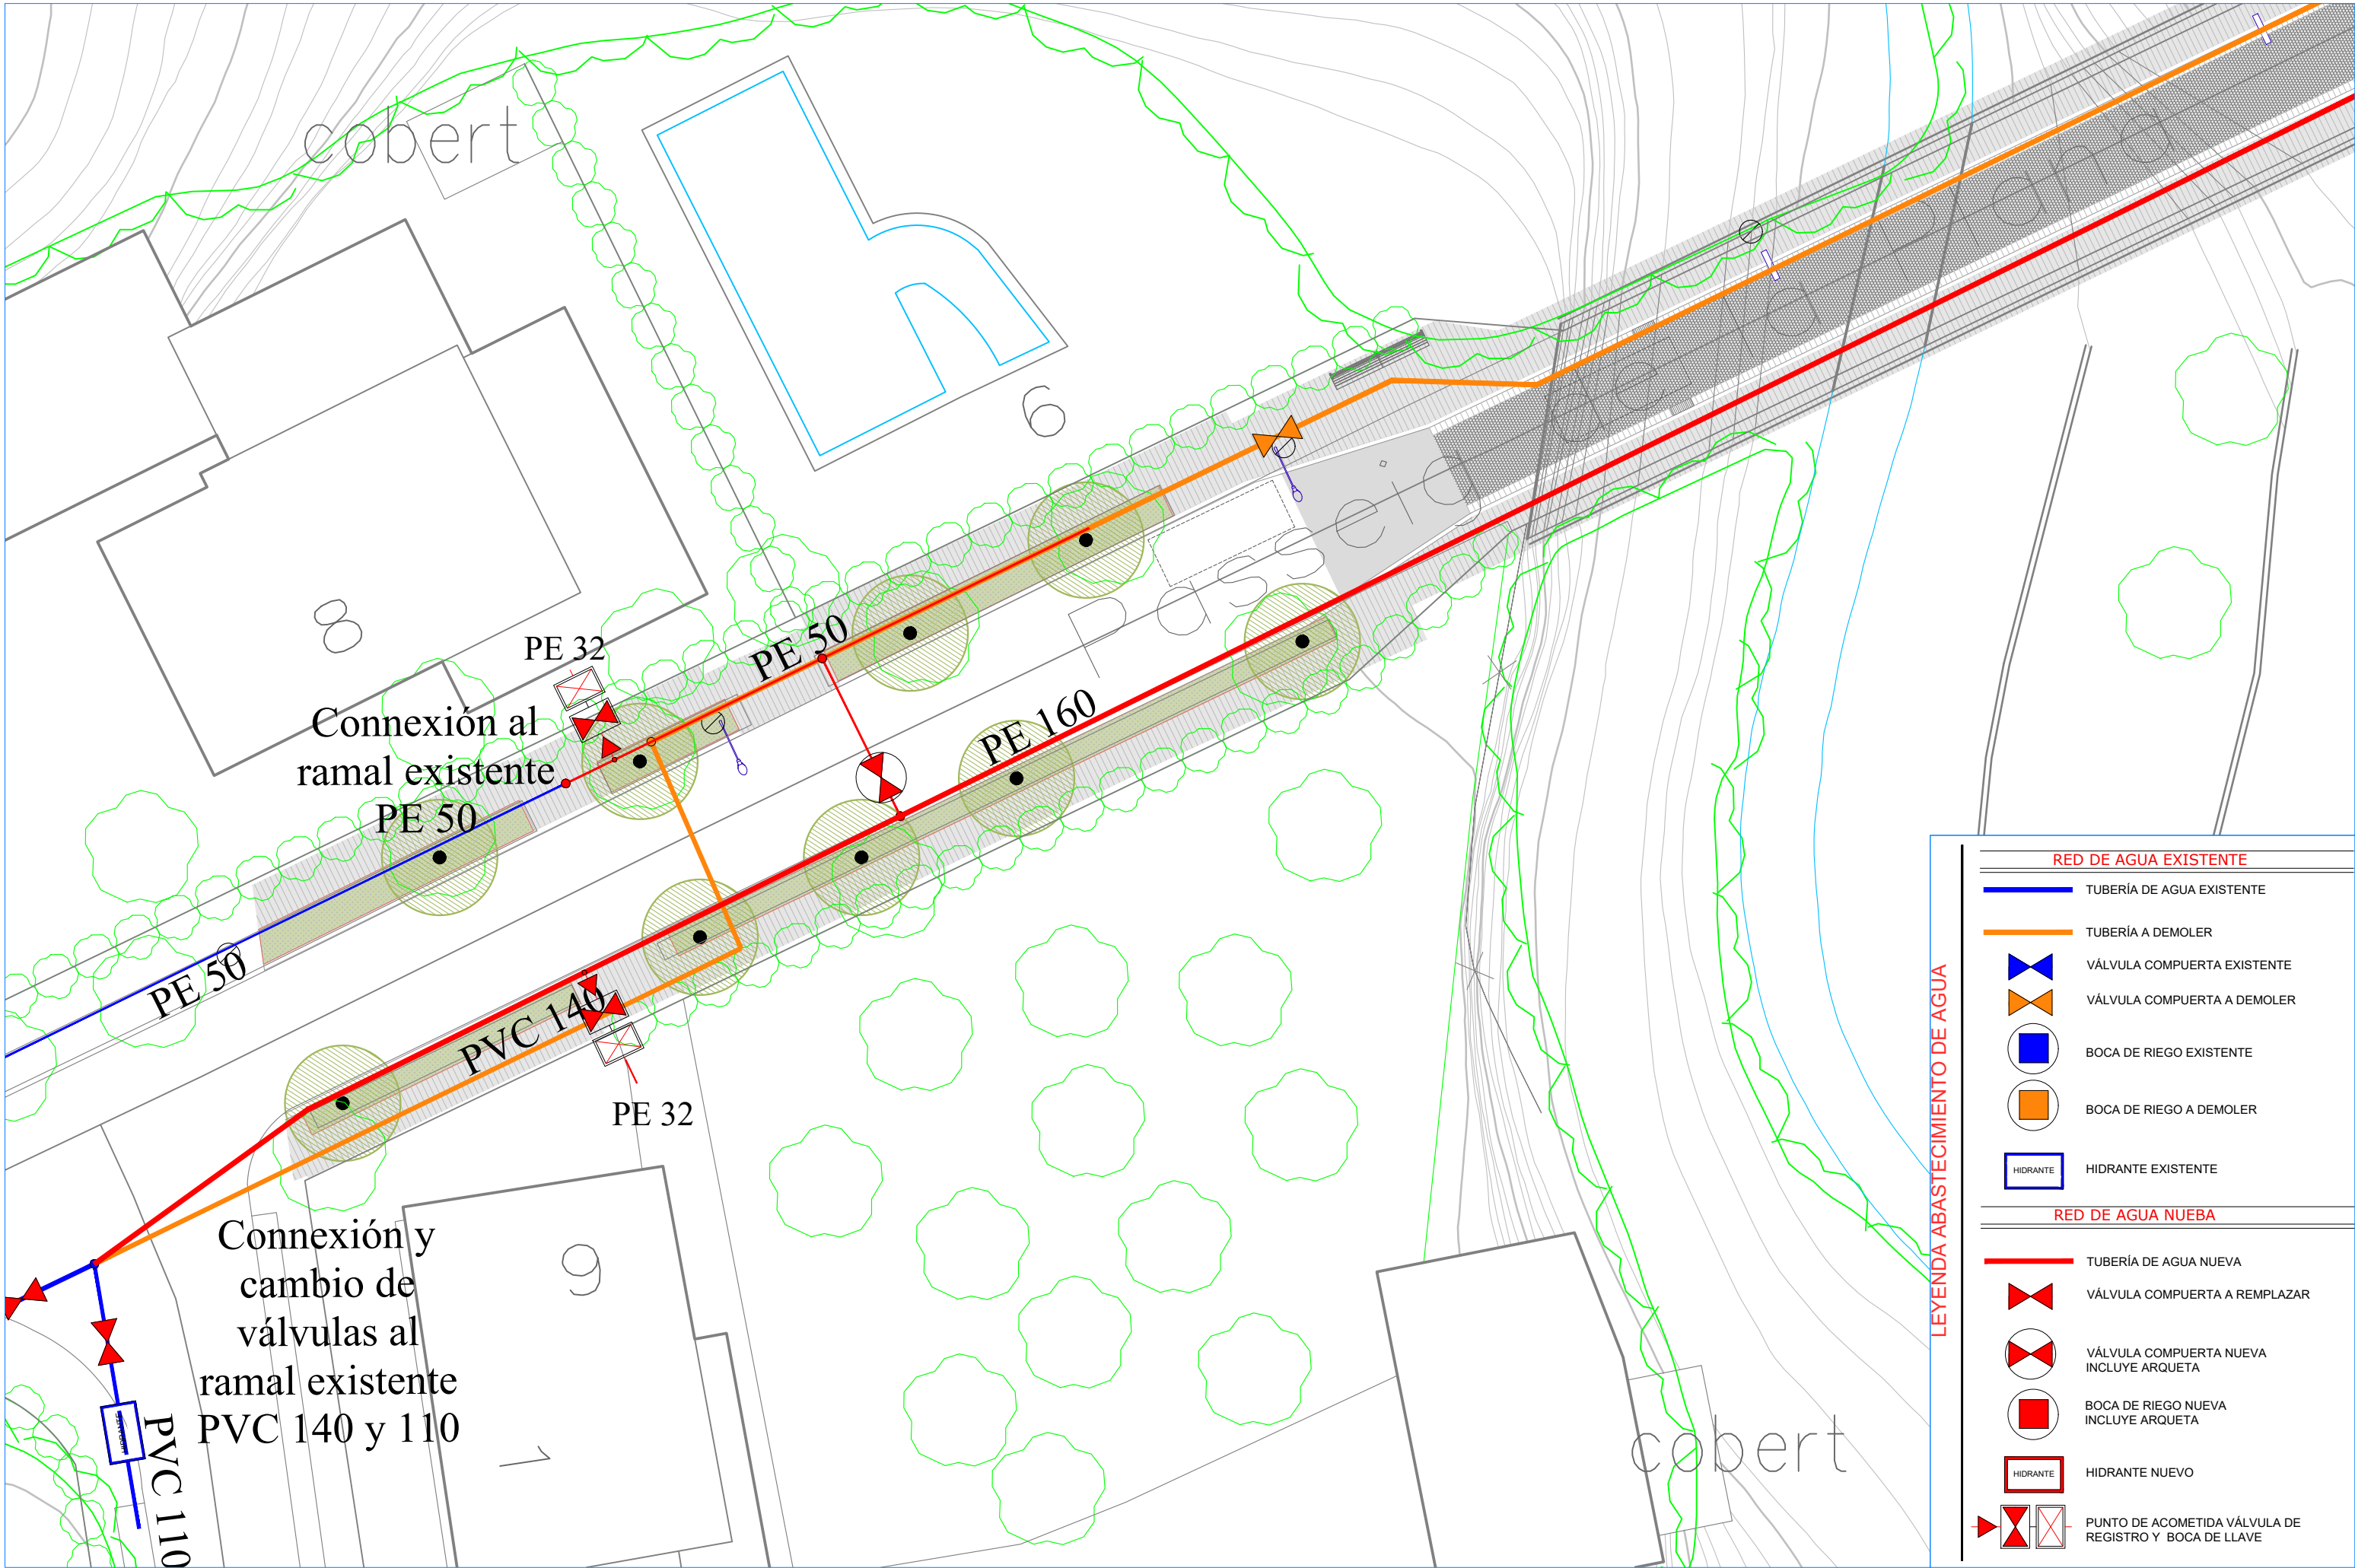 cobert
6
8
PE 32
PE 50
Passeig del Pont Romà
Connexión al
ramal existente
PE 50
PE 160
PE 50
PVC 140
PE 32
Connexión y
cambio de
válvulas al
ramal existente
PVC 140 y 110
PVC 110
9
1
cobert
LEYENDA ABASTECIMIENTO DE AGUA
RED DE AGUA EXISTENTE
TUBERÍA DE AGUA EXISTENTE
TUBERÍA A DEMOLER
VÁLVULA COMPUERTA EXISTENTE
VÁLVULA COMPUERTA A DEMOLER
BOCA DE RIEGO EXISTENTE
BOCA DE RIEGO A DEMOLER
HIDRANTE
HIDRANTE EXISTENTE
RED DE AGUA NUEBA
TUBERÍA DE AGUA NUEVA
VÁLVULA COMPUERTA A REMPLAZAR
VÁLVULA COMPUERTA NUEVA
INCLUYE ARQUETA
BOCA DE RIEGO NUEVA
INCLUYE ARQUETA
HIDRANTE
HIDRANTE NUEVO
PUNTO DE ACOMETIDA VÁLVULA DE
REGISTRO Y BOCA DE LLAVE